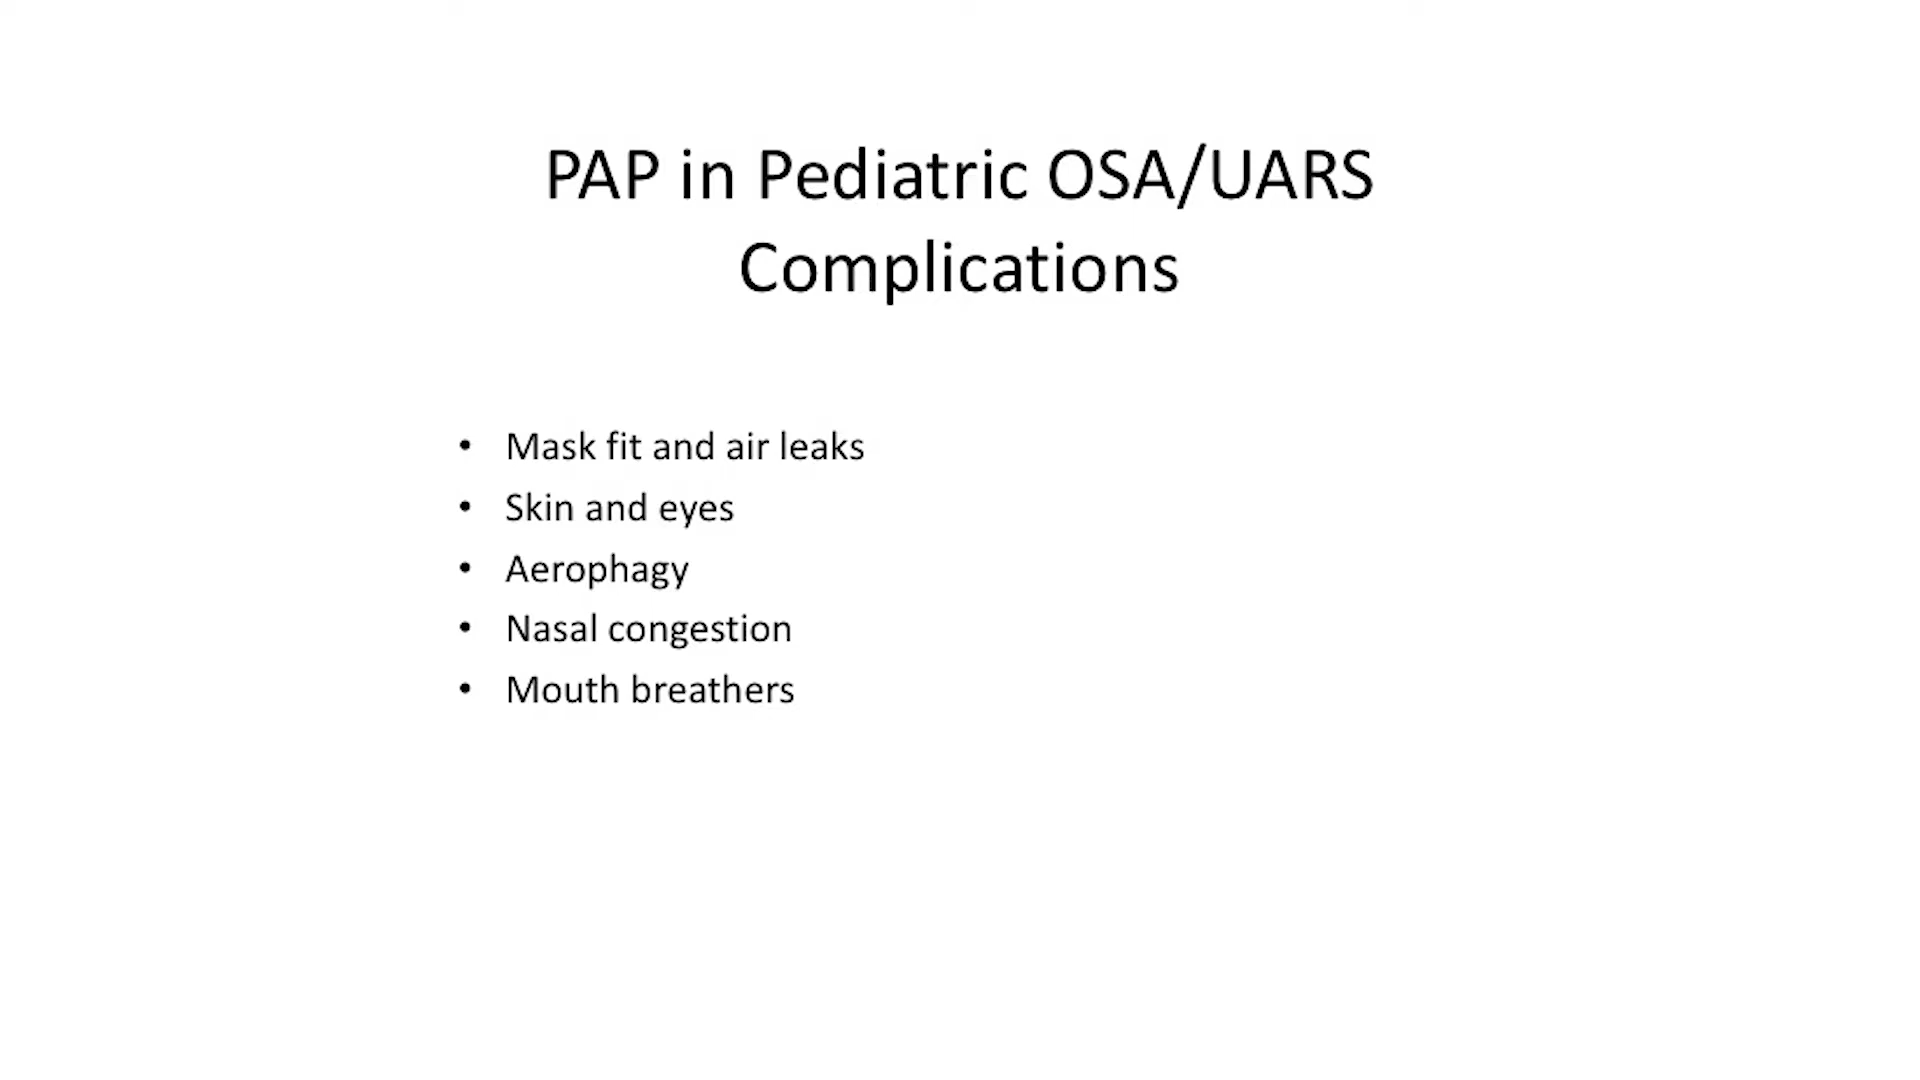 PAP in Pediatric OSA/UARS
Complications
• Mask fit and air leaks
• Skin and eyes
• Aerophagy
• Nasal congestion
• Mouth breathers